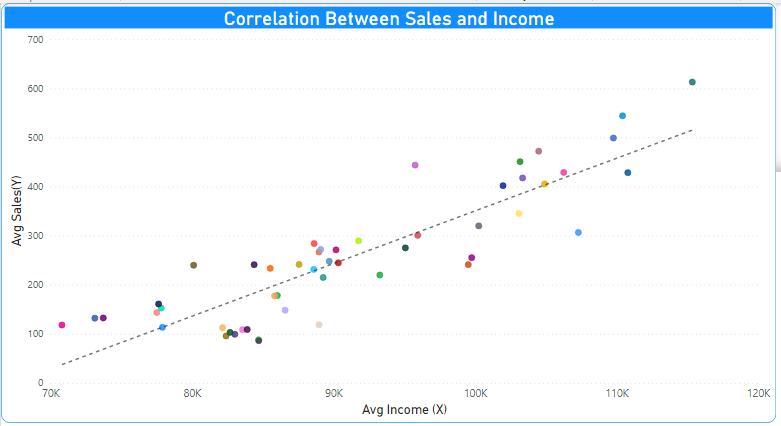 Correlation Between Sales and Income
700
600
500
400
300
200
100
0
Avg Sales(Y)
70K 80K 90K 100K 110K 120K
Avg Income (X)